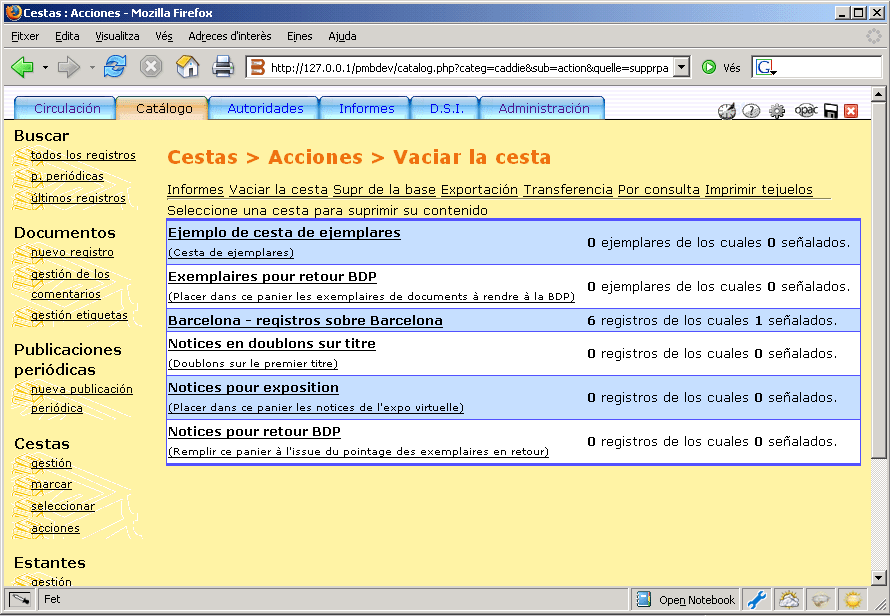 Cestas : Acciones - Mozilla Firefox
Fitxer Edita Visualitza Vés Adreces d'interès Eines Ajuda
http://127.0.0.1/pmbdev/catalog.php?categ=caddie&sub=action&quelle=supprpa Vés G
Circulación Catálogo Autoridades Informes D.S.I. Administración opac
Buscar
todos los registros
p. periódicas
últimos registros
Documentos
nuevo registro
gestión de los
comentarios
gestión etiquetas
Publicaciones
periódicas
nueva publicación
periódica
Cestas
gestión
marcar
seleccionar
acciones
Estantes
gestión
Cestas > Acciones > Vaciar la cesta
Informes Vaciar la cesta Supr de la base Exportación Transferencia Por consulta Imprimir tejuelos
Seleccione una cesta para suprimir su contenido
Ejemplo de cesta de ejemplares
(Cesta de ejemplares)
0 ejemplares de los cuales 0 señalados.
Exemplaires pour retour BDP
(Placer dans ce panier les exemplaires de documents à rendre à la BDP)
0 ejemplares de los cuales 0 señalados.
Barcelona - registros sobre Barcelona 6 registros de los cuales 1 señalados.
Notices en doublons sur titre
(Doublons sur le premier titre)
0 registros de los cuales 0 señalados.
Notices pour exposition
(Placer dans ce panier les notices de l'expo virtuelle)
0 registros de los cuales 0 señalados.
Notices pour retour BDP
(Remplir ce panier à l'issue du pointage des exemplaires en retour)
0 registros de los cuales 0 señalados.
Fet Open Notebook